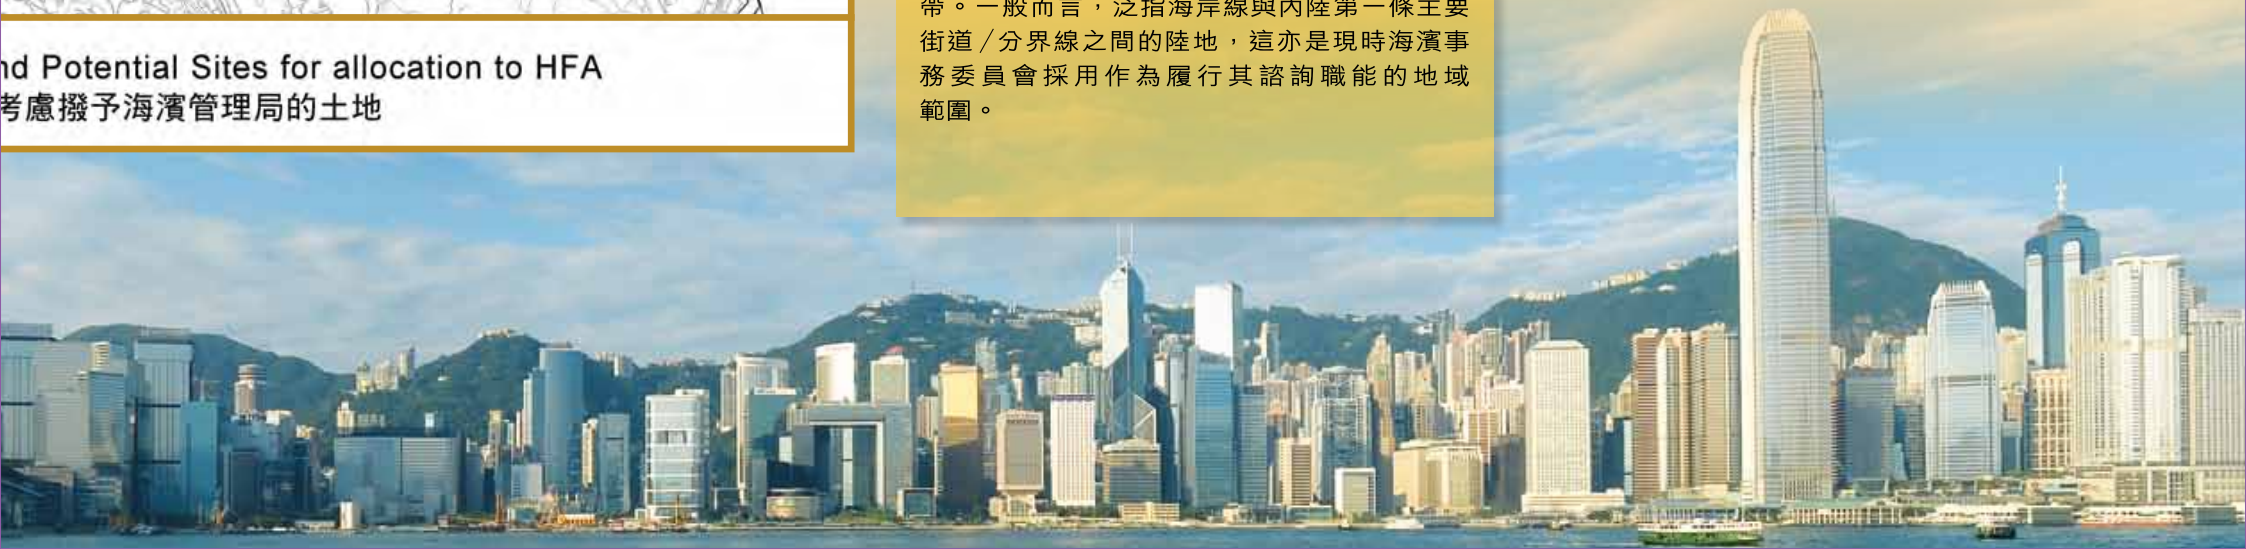 nd Potential Sites for allocation to HFA
考慮撥予海濱管理局的土地
帶。一般而言，泛指海岸線與內陸第一條主要
街道／分界線之間的陸地，這亦是現時海濱事
務委員會採用作為履行其諮詢職能的地域
範圍。